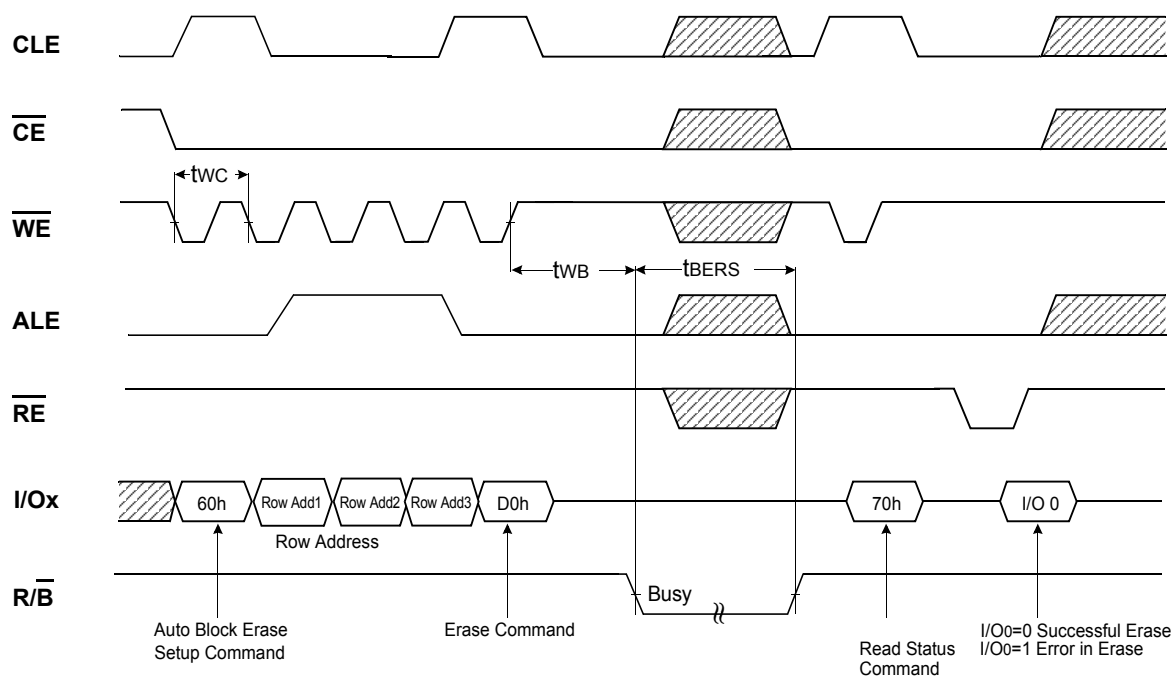 CLE
CE
tWC
WE
tWB
tBERS
ALE
RE
I/Ox
60h
Row Add1
Row Add2
Row Add3
D0h
70h
I/O 0
Row Address
R/B
Busy
Auto Block Erase
Setup Command
Erase Command
Read Status
Command
I/O0=0 Successful Erase
I/O0=1 Error in Erase